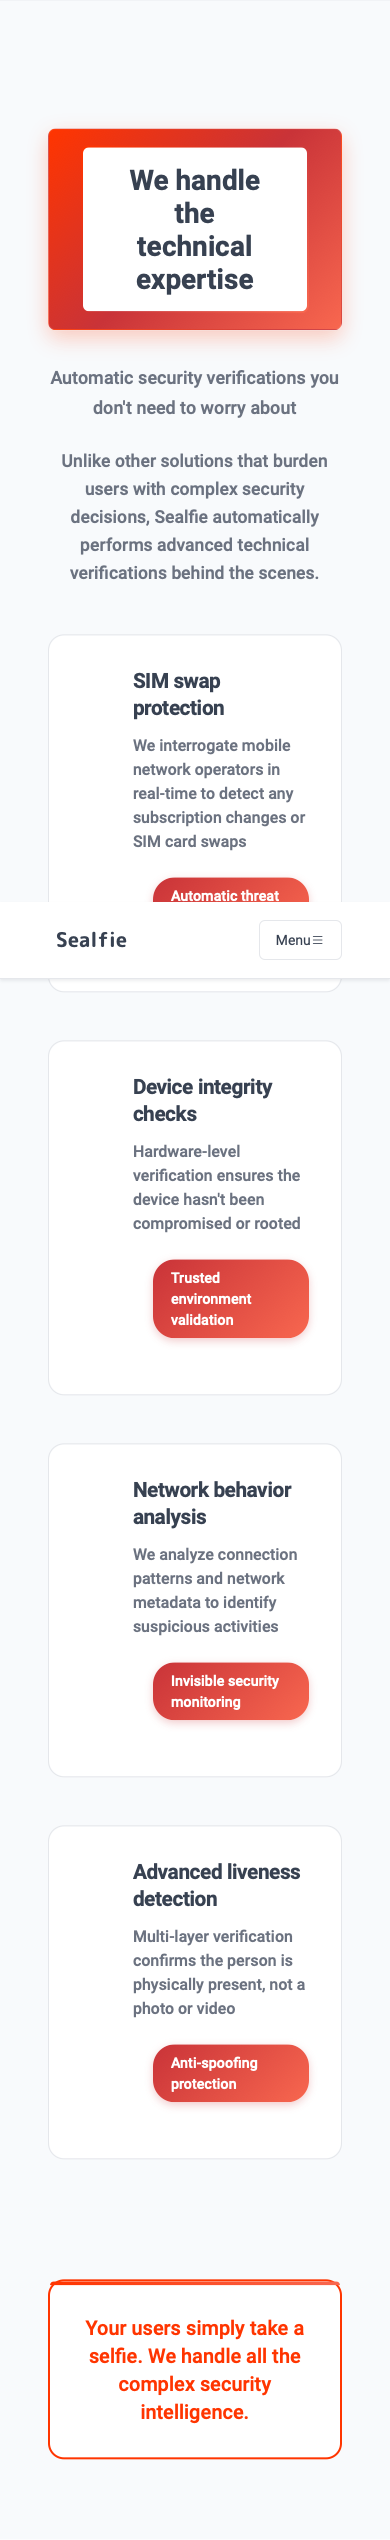 We handle
the
technical
expertise
Automatic security verifications you
don't need to worry about
Unlike other solutions that burden
users with complex security
decisions, Sealfie automatically
performs advanced technical
verifications behind the scenes.
SIM swap
protection
We interrogate mobile
network operators in
real-time to detect any
subscription changes or
SIM card swaps
Automatic threat
Sealfie
Menu
Device integrity
checks
Hardware-level
verification ensures the
device hasn't been
compromised or rooted
Trusted
environment
validation
Network behavior
analysis
We analyze connection
patterns and network
metadata to identify
suspicious activities
Invisible security
monitoring
Advanced liveness
detection
Multi-layer verification
confirms the person is
physically present, not a
photo or video
Anti-spoofing
protection
Your users simply take a
selfie. We handle all the
complex security
intelligence.